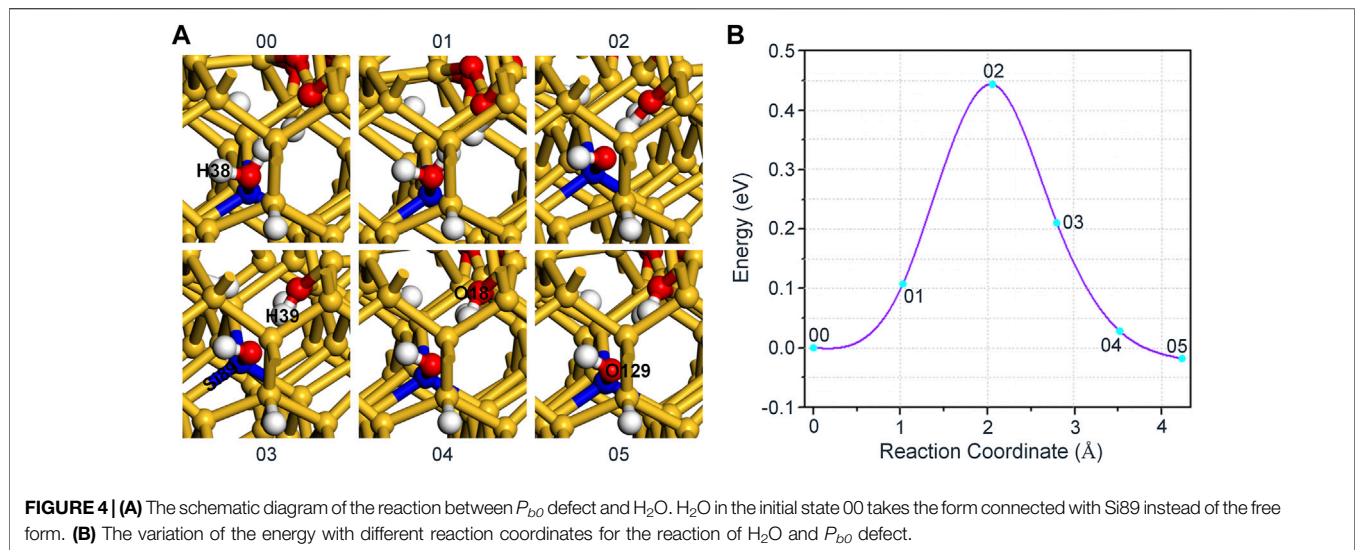 A
00
01
02
H38
H39
Si89
O18
O129
03
04
05
B
0.5
0.4
0.3
0.2
0.1
0.0
-0.1
Energy (eV)
00
01
02
03
04
05
0
1
2
3
4
Reaction Coordinate (Å)
FIGURE 4 | (A) The schematic diagram of the reaction between Pb0 defect and H2O. H2O in the initial state 00 takes the form connected with Si89 instead of the free
form. (B) The variation of the energy with different reaction coordinates for the reaction of H2O and Pb0 defect.